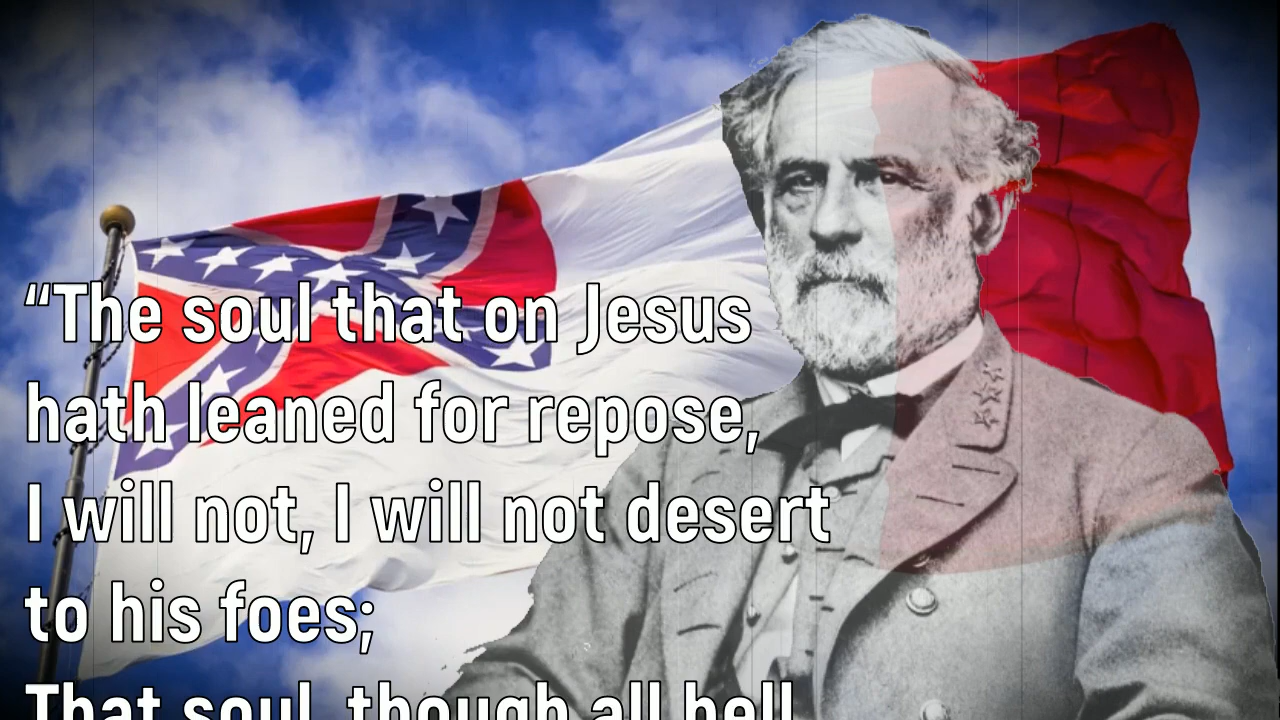 “The soul that on Jesus
hath leaned for repose,
I will not, I will not desert
to his foes;
That soul, though all hell